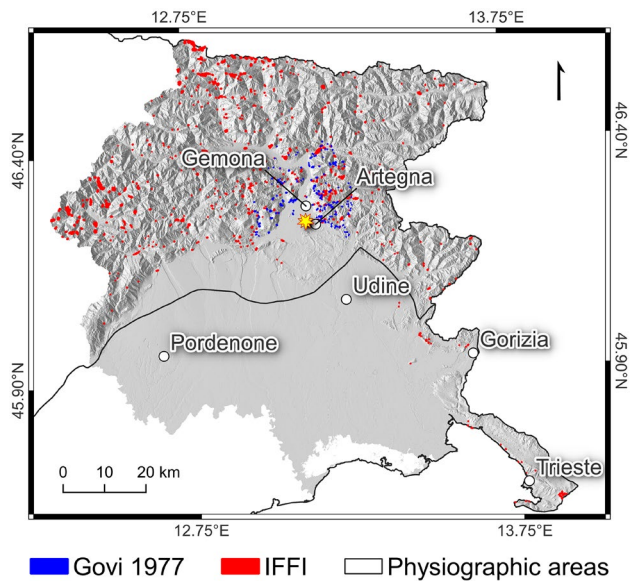 12.75°E 13.75°E
46.40°N
46.40°N
Gemona
Artegna
Udine
Pordenone
Gorizia
45.90°N
45.90°N
0 10 20 km
Trieste
12.75°E 13.75°E
Govi 1977 IFFI Physiographic areas